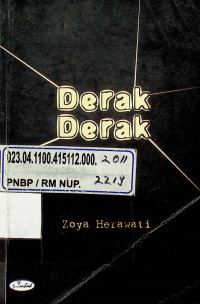 Derak
Derak
023.04.1100.415112.000. 2011
PNBP / RM NUP. 2219
Zoya Herawati